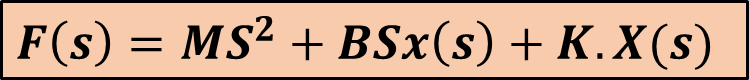 F(s) = MS² + BSx(s) + K.X(s)